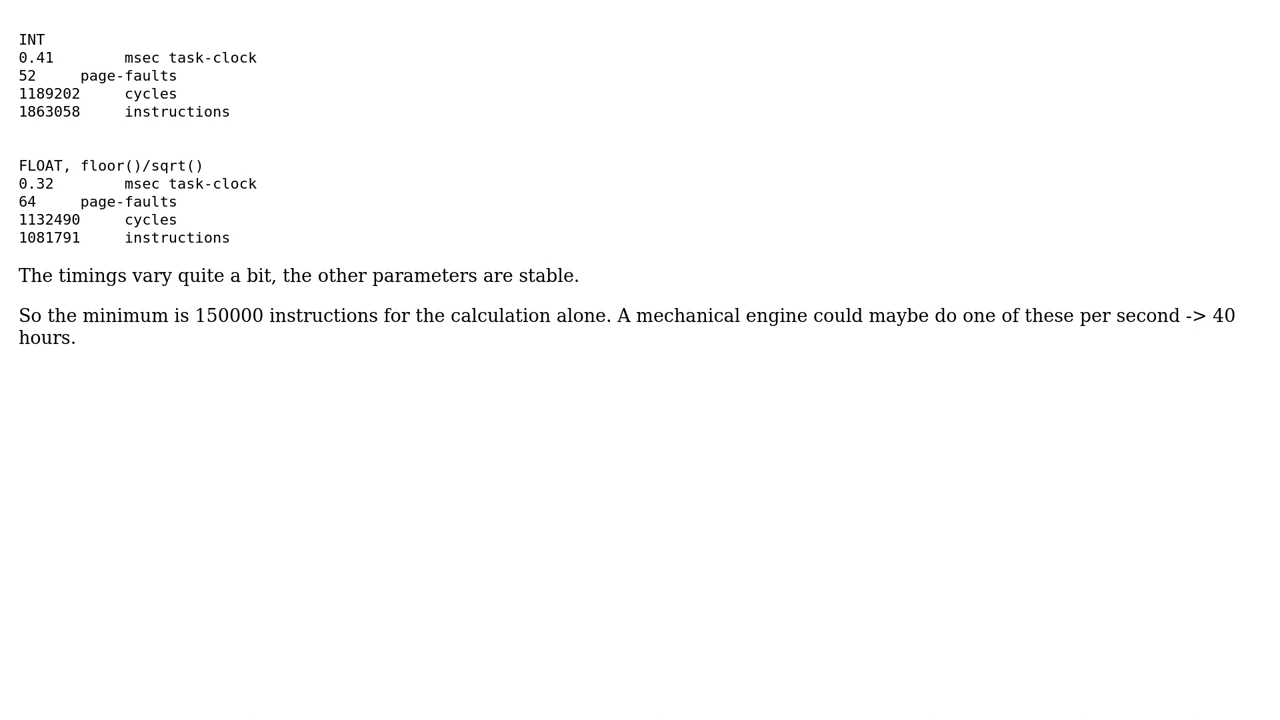 INT
0.41        msec task-clock
52     page-faults
1189202     cycles
1863058     instructions
FLOAT, floor()/sqrt()
0.32        msec task-clock
64     page-faults
1132490     cycles
1081791     instructions
The timings vary quite a bit, the other parameters are stable.
So the minimum is 150000 instructions for the calculation alone. A mechanical engine could maybe do one of these per second -> 40
hours.